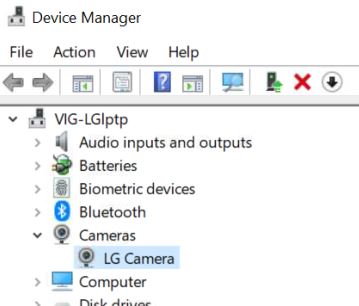 Device Manager
File Action View Help
VIG-LGlptp
Audio inputs and outputs
Batteries
Biometric devices
Bluetooth
Cameras
LG Camera
Computer
Disk drives